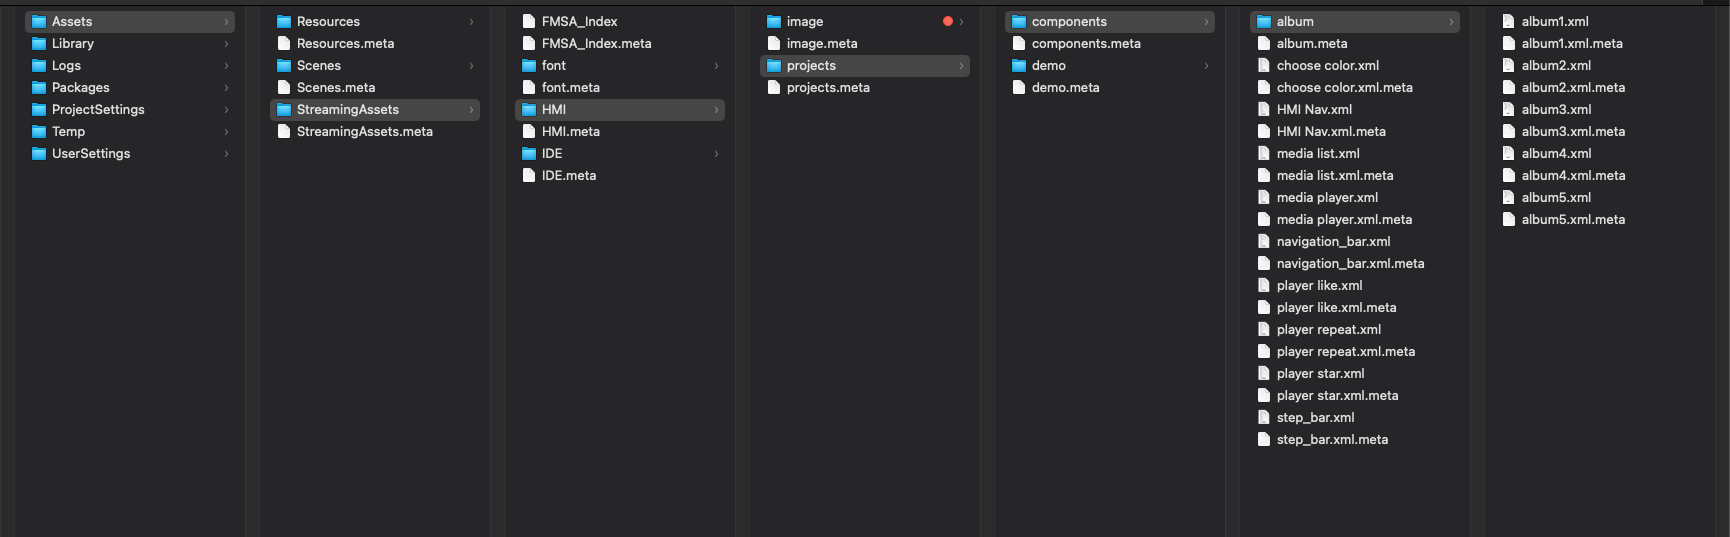 Assets
Library
Logs
Packages
ProjectSettings
Temp
UserSettings
Resources
Resources.meta
Scenes
Scenes.meta
StreamingAssets
StreamingAssets.meta
FMSA_Index
FMSA_Index.meta
font
font.meta
HMI
HMI.meta
IDE
IDE.meta
image
image.meta
projects
projects.meta
components
components.meta
demo
demo.meta
album
album.meta
choose color.xml
choose color.xml.meta
HMI Nav.xml
HMI Nav.xml.meta
media list.xml
media list.xml.meta
media player.xml
media player.xml.meta
navigation_bar.xml
navigation_bar.xml.meta
player like.xml
player like.xml.meta
player repeat.xml
player repeat.xml.meta
player star.xml
player star.xml.meta
step_bar.xml
step_bar.xml.meta
album1.xml
album1.xml.meta
album2.xml
album2.xml.meta
album3.xml
album3.xml.meta
album4.xml
album4.xml.meta
album5.xml
album5.xml.meta